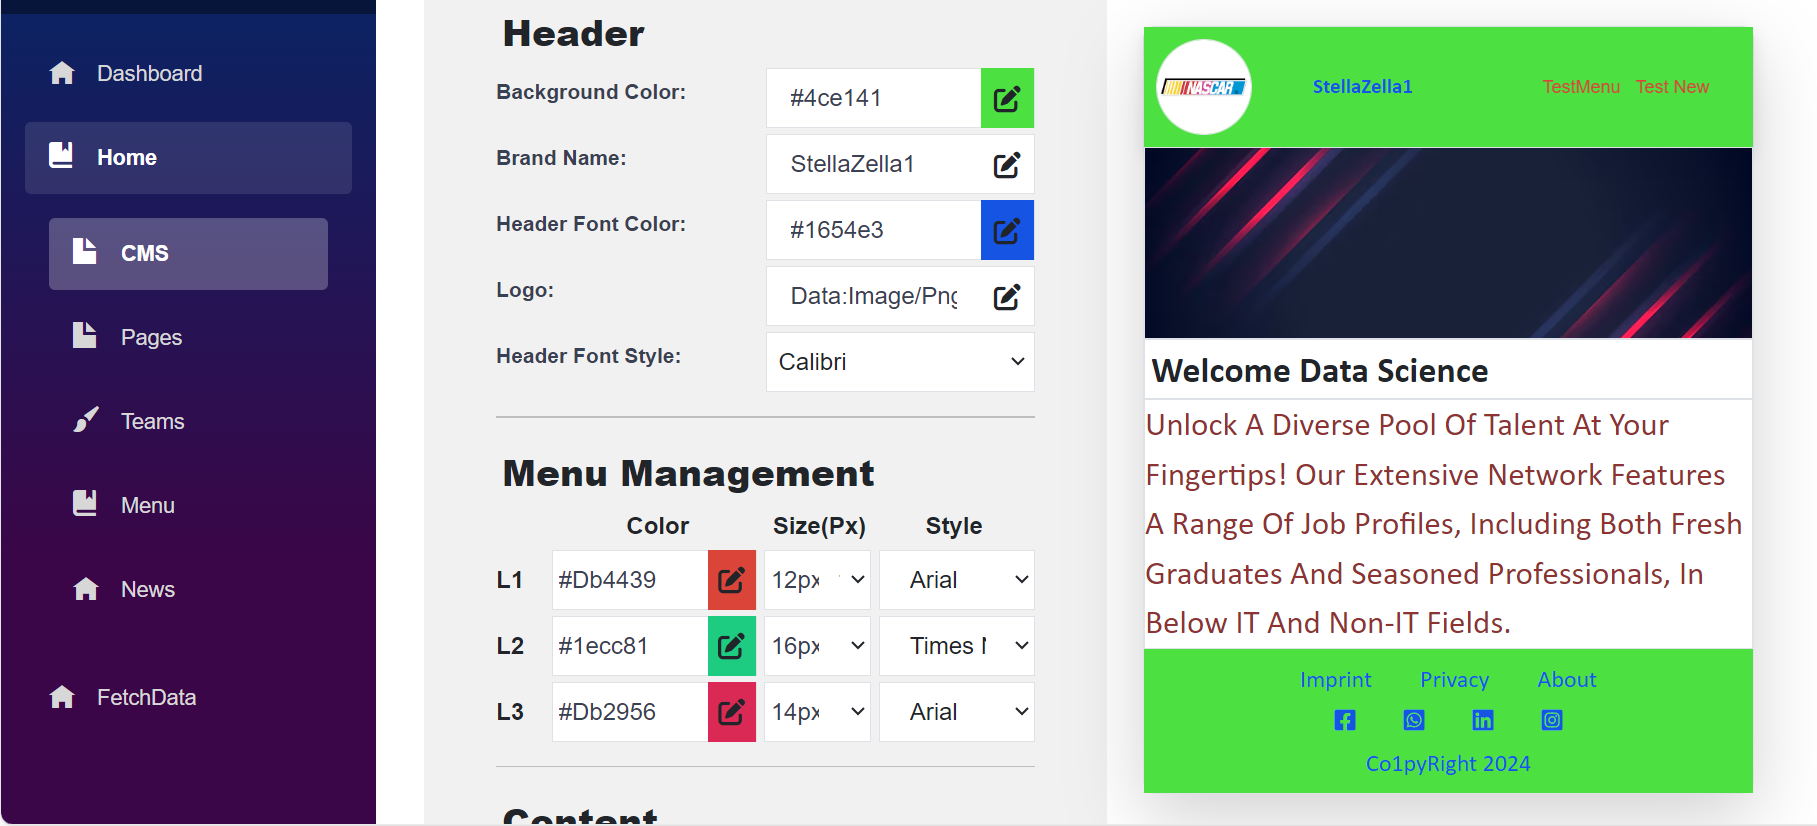 Dashboard
Home
CMS
Pages
Teams
Menu
News
FetchData
Header
Background Color: #4ce141
Brand Name: StellaZella1
Header Font Color: #1654e3
Logo: Data:Image/Png
Header Font Style: Calibri
Menu Management
Color Size(Px) Style
L1 #Db4439 12px Arial
L2 #1ecc81 16px Times N
L3 #Db2956 14px Arial
Content
NASCAR
StellaZella1 TestMenu Test New
Welcome Data Science
Unlock A Diverse Pool Of Talent At Your
Fingertips! Our Extensive Network Features
A Range Of Job Profiles, Including Both Fresh
Graduates And Seasoned Professionals, In
Below IT And Non-IT Fields.
Imprint Privacy About
Co1pyRight 2024